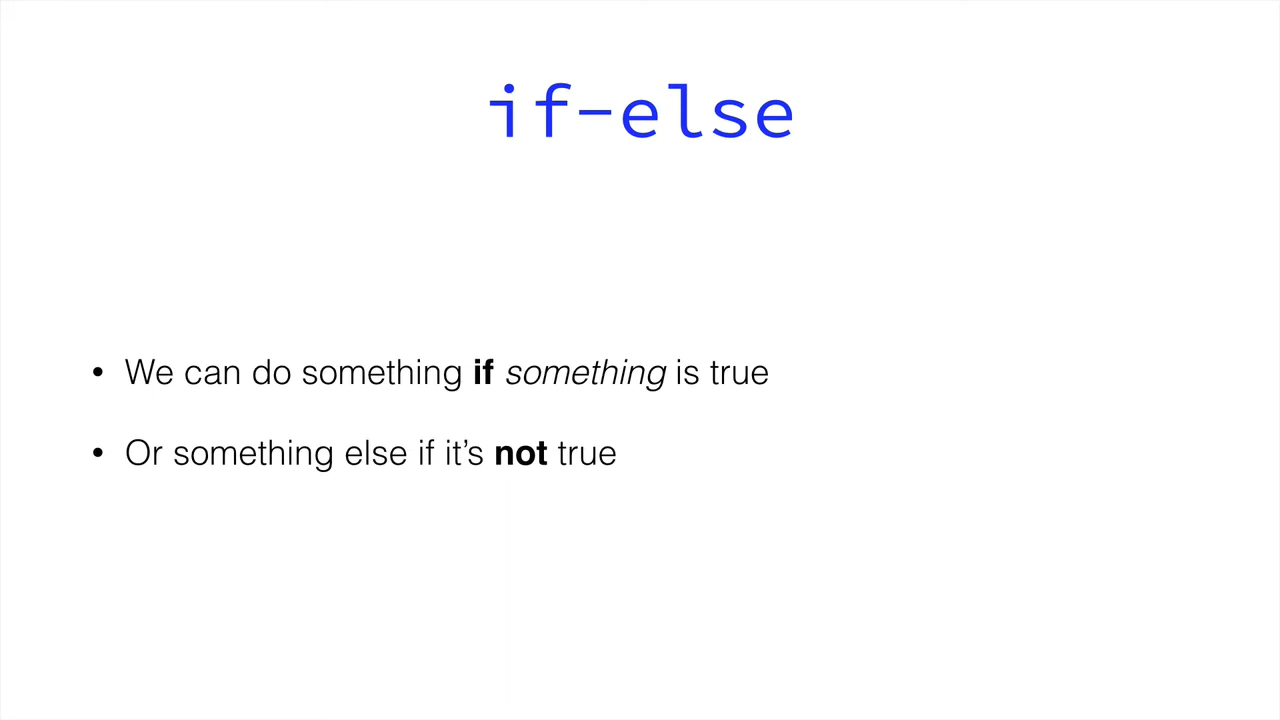 if-else
• We can do something if something is true
• Or something else if it’s not true